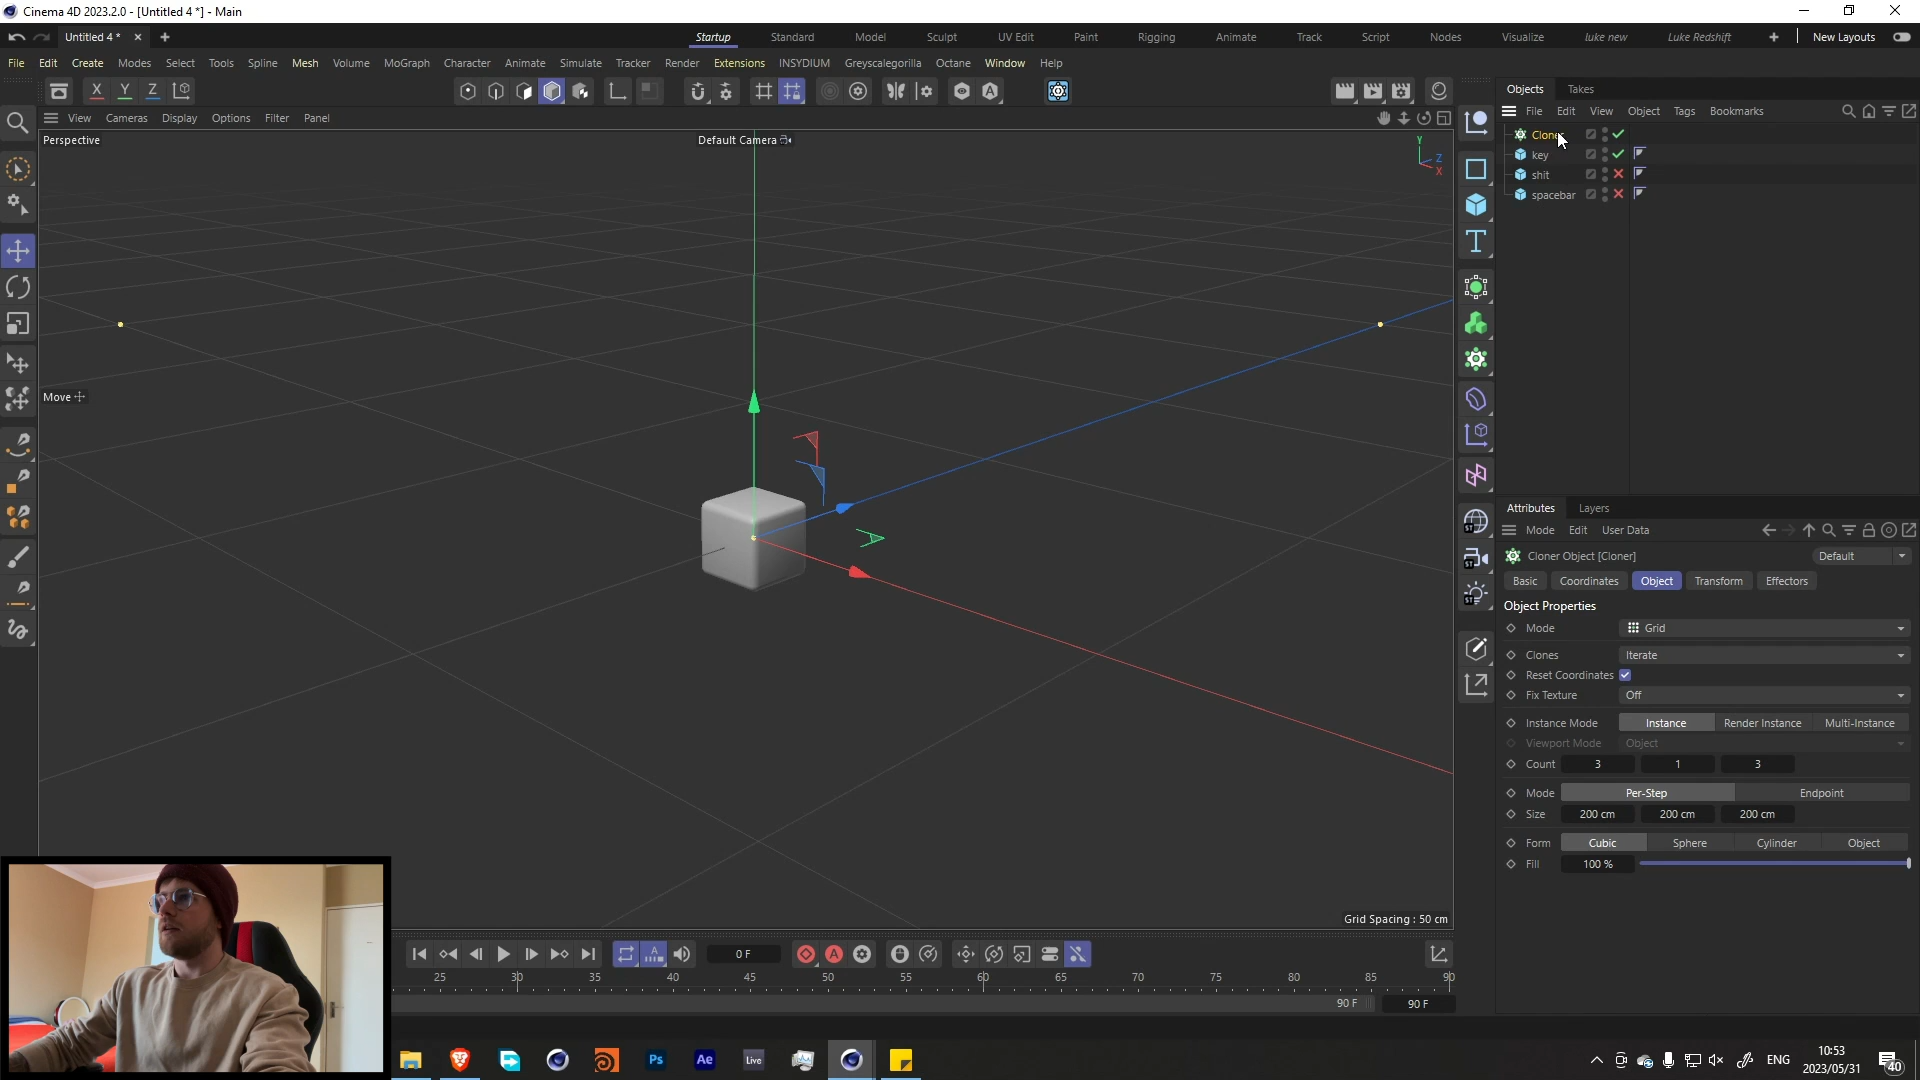 Cinema 4D 2023.2.0 - [Untitled 4 *] - Main
Untitled 4 *
Startup Standard Model Sculpt UV Edit Paint Rigging Animate Track Script Nodes Visualize luke new Luke Redshift New Layouts
File Edit Create Modes Select Tools Spline Mesh Volume MoGraph Character Animate Simulate Tracker Render Extensions INSYDIUM Greyscalegorilla Octane Window Help
X Y Z
Objects Takes
View Cameras Display Options Filter Panel
File Edit View Object Tags Bookmarks
Perspective
Default Camera
Y
Z
X
key
shit
spacebar
Move
Attributes Layers
Mode Edit User Data
Cloner Object [Cloner] Default
Basic Coordinates Object Transform Effectors
Object Properties
Mode Grid
Clones Iterate
Reset Coordinates
Fix Texture Off
Instance Mode Instance Render Instance Multi-Instance
Viewport Mode Object
Count 3 1 3
Mode Per-Step Endpoint
Size 200 cm 200 cm 200 cm
Form Cubic Sphere Cylinder Object
Fill 100 %
Grid Spacing : 50 cm
0 F
25 30 35 40 45 50 55 60 65 70 75 80 85 90
90 F 90 F
Ps Ae Live
ENG
10:53
2023/05/31
40